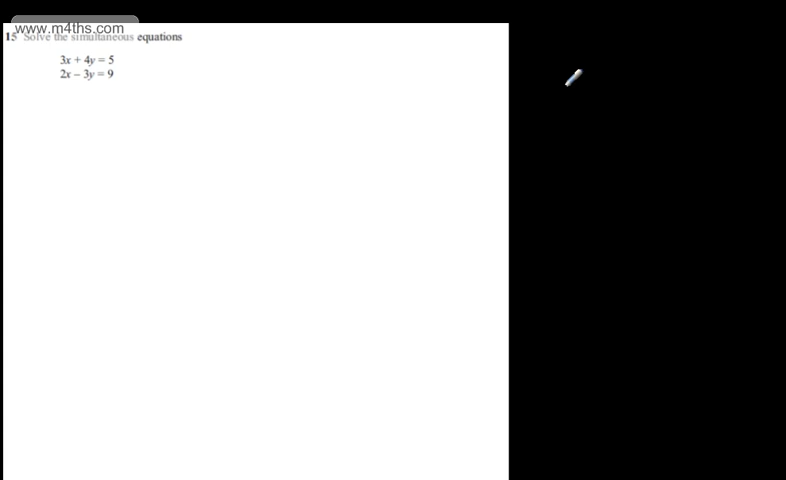 www.m4ths.com
15 Solve the simultaneous equations
3x + 4y = 5
2x – 3y = 9